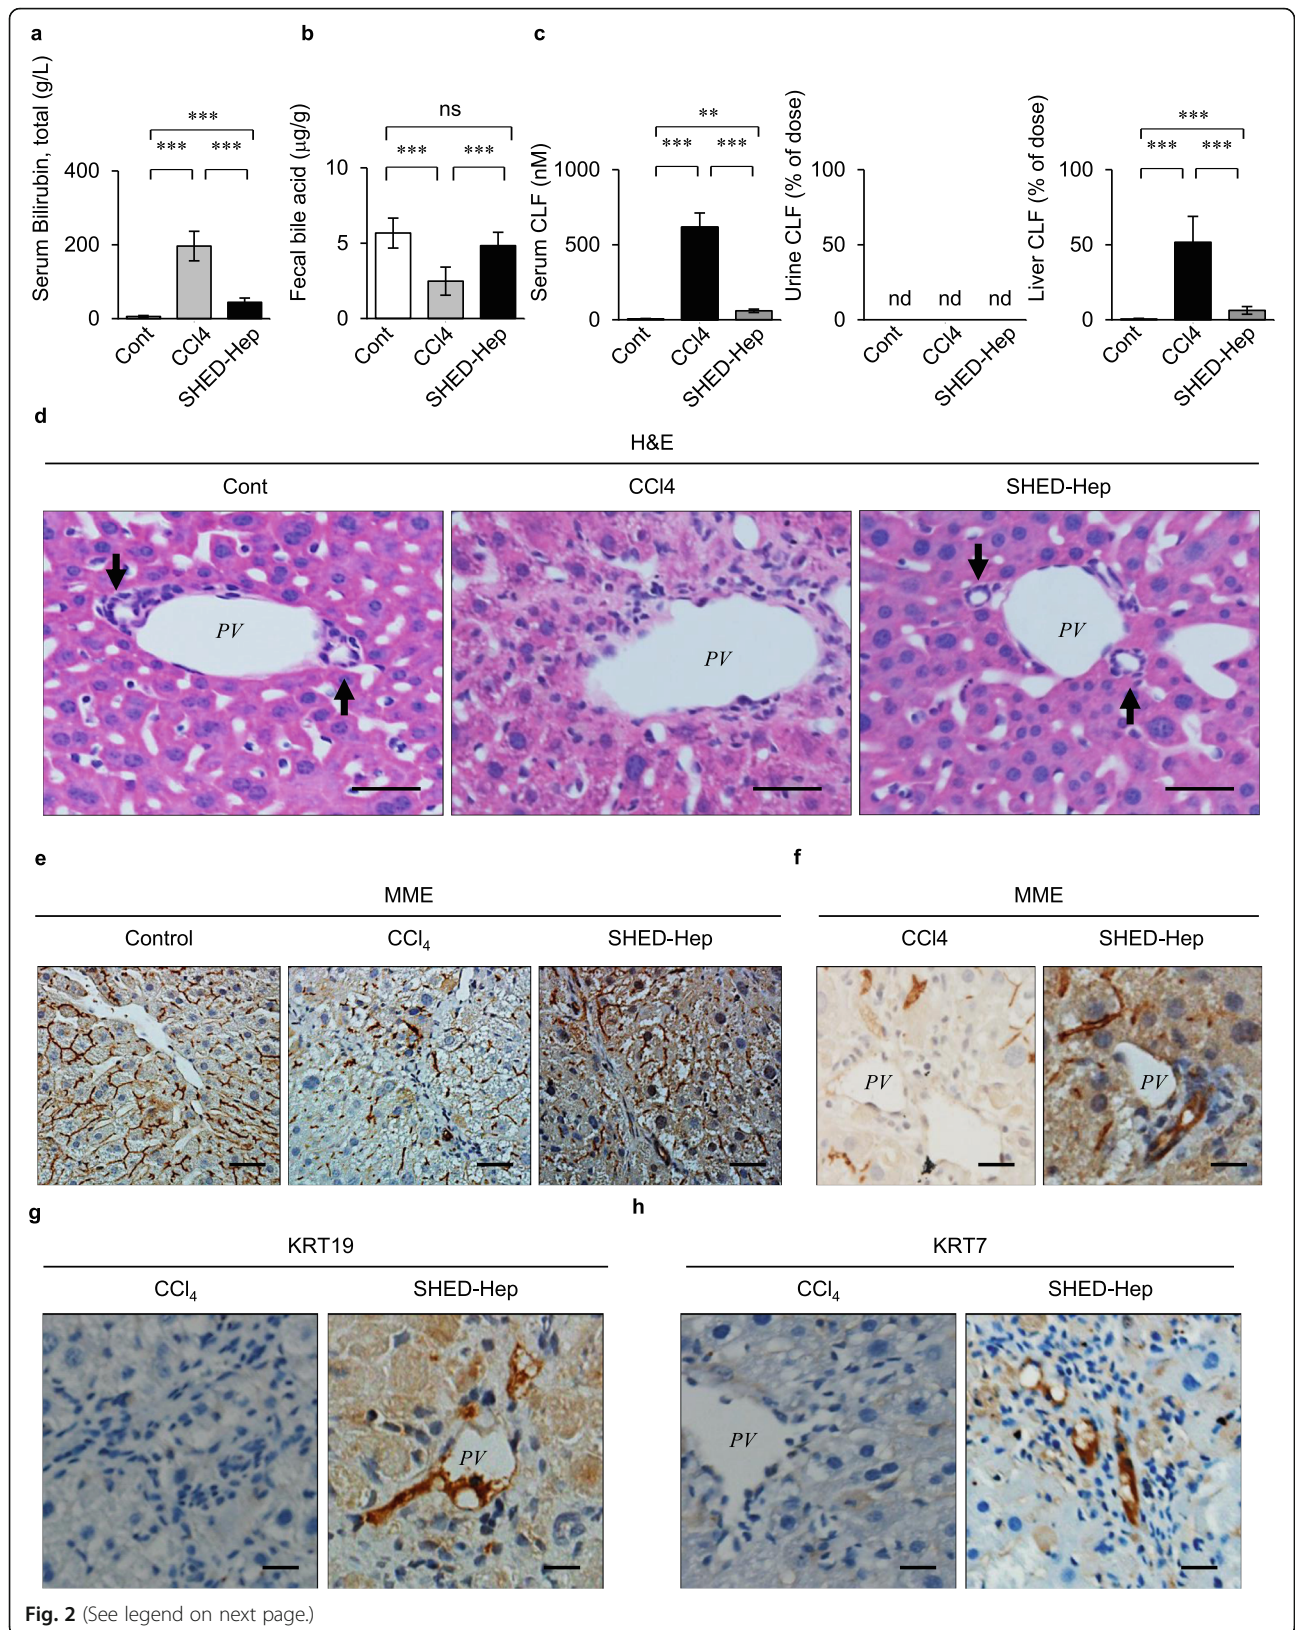 a
b
c
Serum Bilirubin, total (g/L)
400
200
0
***
***
***
Cont
CCl4
SHED-Hep
Fecal bile acid (μg/g)
10
5
0
ns
***
***
Cont
CCl4
SHED-Hep
Serum CLF (nM)
1000
500
0
**
***
***
Cont
CCl4
SHED-Hep
Urine CLF (% of dose)
100
50
0
nd nd nd
Cont
CCl4
SHED-Hep
Liver CLF (% of dose)
100
50
0
***
***
***
Cont
CCl4
SHED-Hep
d
H&E
Cont CCl4 SHED-Hep
PV
PV
PV
e
MME
Control CCl₄ SHED-Hep
f
MME
CCl4 SHED-Hep
PV
PV
g
KRT19
CCl₄ SHED-Hep
PV
h
KRT7
CCl₄ SHED-Hep
PV
Fig. 2 (See legend on next page.)